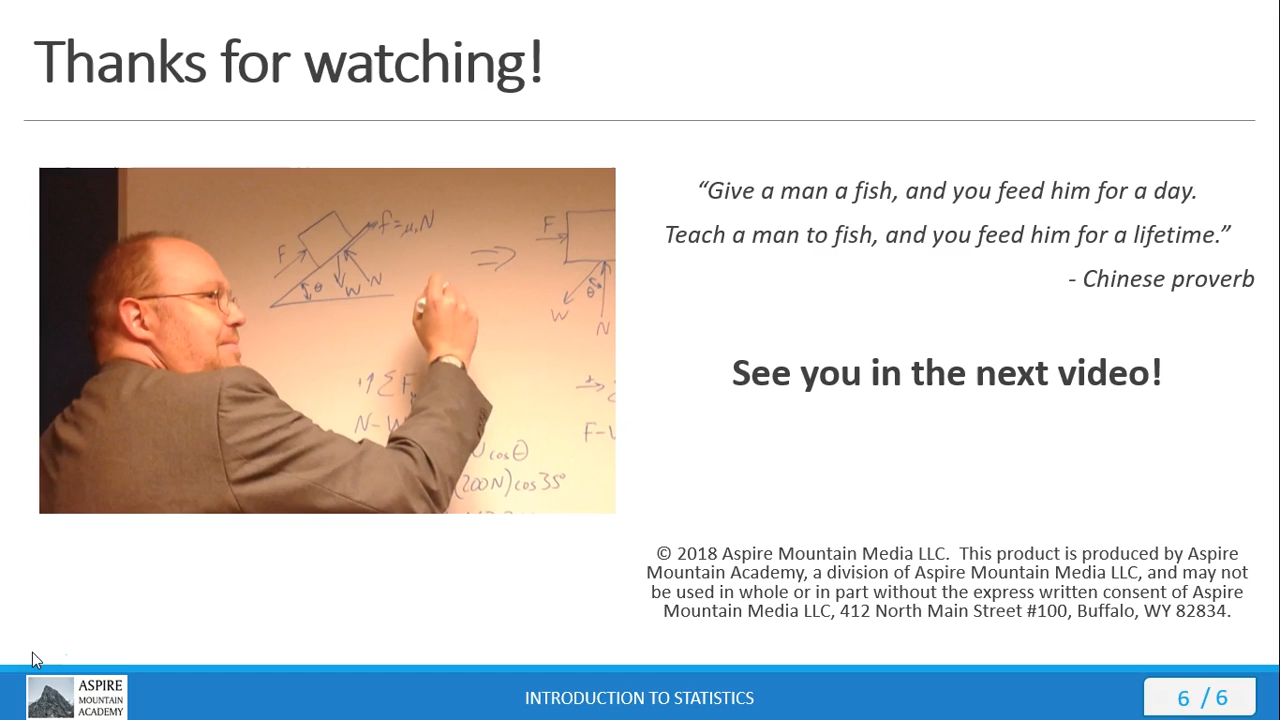 Thanks for watching!
“Give a man a fish, and you feed him for a day.
Teach a man to fish, and you feed him for a lifetime.”
- Chinese proverb
See you in the next video!
F
θ
W
N
f=μₛN
⇒
F
W
θ
N
N-W
cosθ
(200N)cos35°
© 2018 Aspire Mountain Media LLC.  This product is produced by Aspire
Mountain Academy, a division of Aspire Mountain Media LLC, and may not
be used in whole or in part without the express written consent of Aspire
Mountain Media LLC, 412 North Main Street #100, Buffalo, WY 82834.
ASPIRE
MOUNTAIN
ACADEMY
INTRODUCTION TO STATISTICS
6 / 6